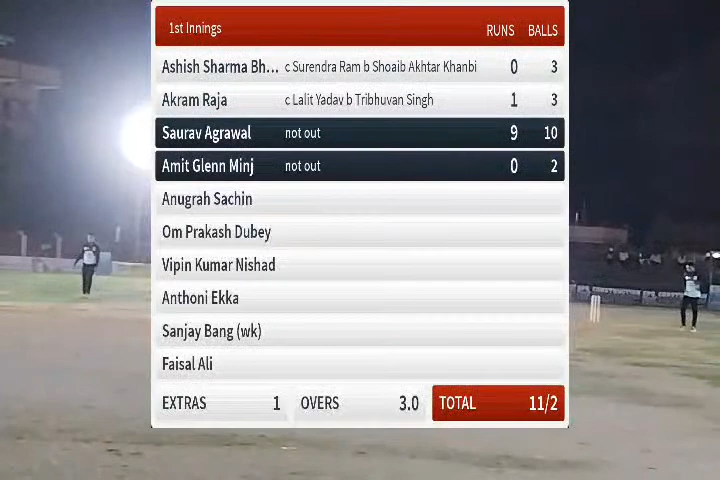 1st Innings RUNS BALLS
Ashish Sharma Bh... c Surendra Ram b Shoaib Akhtar Khanbi 0 3
Akram Raja c Lalit Yadav b Tribhuvan Singh 1 3
Saurav Agrawal not out 9 10
Amit Glenn Minj not out 0 2
Anugrah Sachin
Om Prakash Dubey
Vipin Kumar Nishad
Anthoni Ekka
Sanjay Bang (wk)
Faisal Ali
EXTRAS 1 OVERS 3.0 TOTAL 11/2